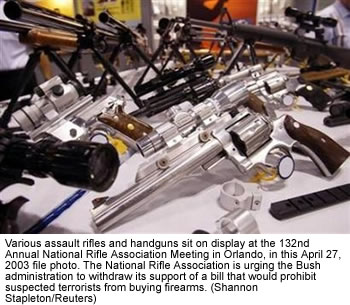 Various assault rifles and handguns sit on display at the 132nd
Annual National Rifle Association Meeting in Orlando, in this April 27,
2003 file photo. The National Rifle Association is urging the Bush
administration to withdraw its support of a bill that would prohibit
suspected terrorists from buying firearms. (Shannon
Stapleton/Reuters)